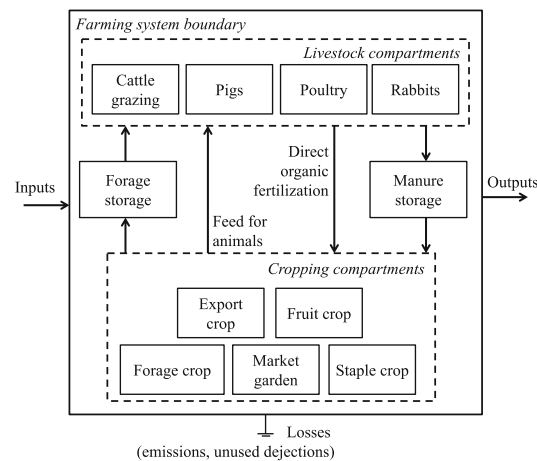 Farming system boundary
Livestock compartments
Cattle
grazing
Pigs
Poultry
Rabbits
Inputs
Forage
storage
Feed for
animals
Direct
organic
fertilization
Manure
storage
Outputs
Cropping compartments
Export
crop
Fruit crop
Forage crop
Market
garden
Staple crop
Losses
(emissions, unused dejections)